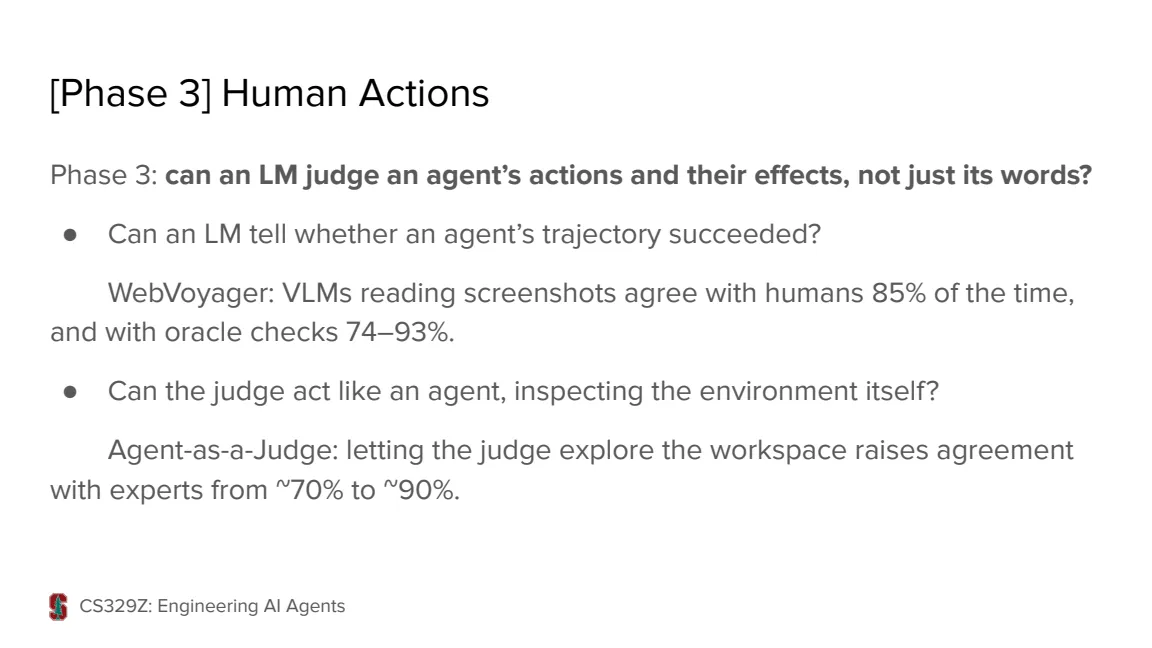 [Phase 3] Human Actions
Phase 3: can an LM judge an agent’s actions and their effects, not just its words?
● Can an LM tell whether an agent’s trajectory succeeded?
WebVoyager: VLMs reading screenshots agree with humans 85% of the time,
and with oracle checks 74–93%.
● Can the judge act like an agent, inspecting the environment itself?
Agent-as-a-Judge: letting the judge explore the workspace raises agreement
with experts from ~70% to ~90%.
CS329Z: Engineering AI Agents